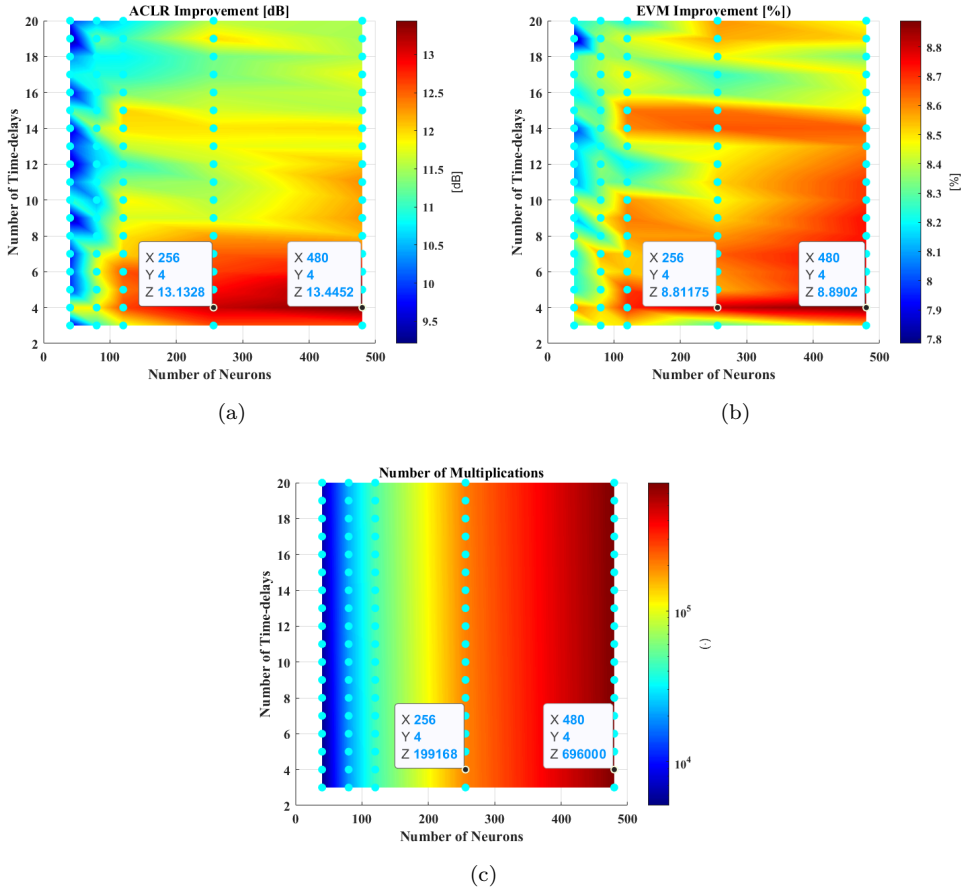 ACLR Improvement [dB]
20
18
16
14
12
10
8
6
4
2
Number of Time-delays
0
100
200
300
400
500
Number of Neurons
X 256
Y 4
Z 13.1328
X 480
Y 4
Z 13.4452
13
12.5
12
11.5
11
10.5
10
9.5
[dB]
(a)
EVM Improvement [%])
20
18
16
14
12
10
8
6
4
2
Number of Time-delays
0
100
200
300
400
500
Number of Neurons
X 256
Y 4
Z 8.81175
X 480
Y 4
Z 8.8902
8.8
8.7
8.6
8.5
8.4
8.3
8.2
8.1
8
7.9
7.8
[%]
(b)
Number of Multiplications
20
18
16
14
12
10
8
6
4
2
Number of Time-delays
0
100
200
300
400
500
Number of Neurons
X 256
Y 4
Z 199168
X 480
Y 4
Z 696000
10⁵
10⁴
(·)
(c)